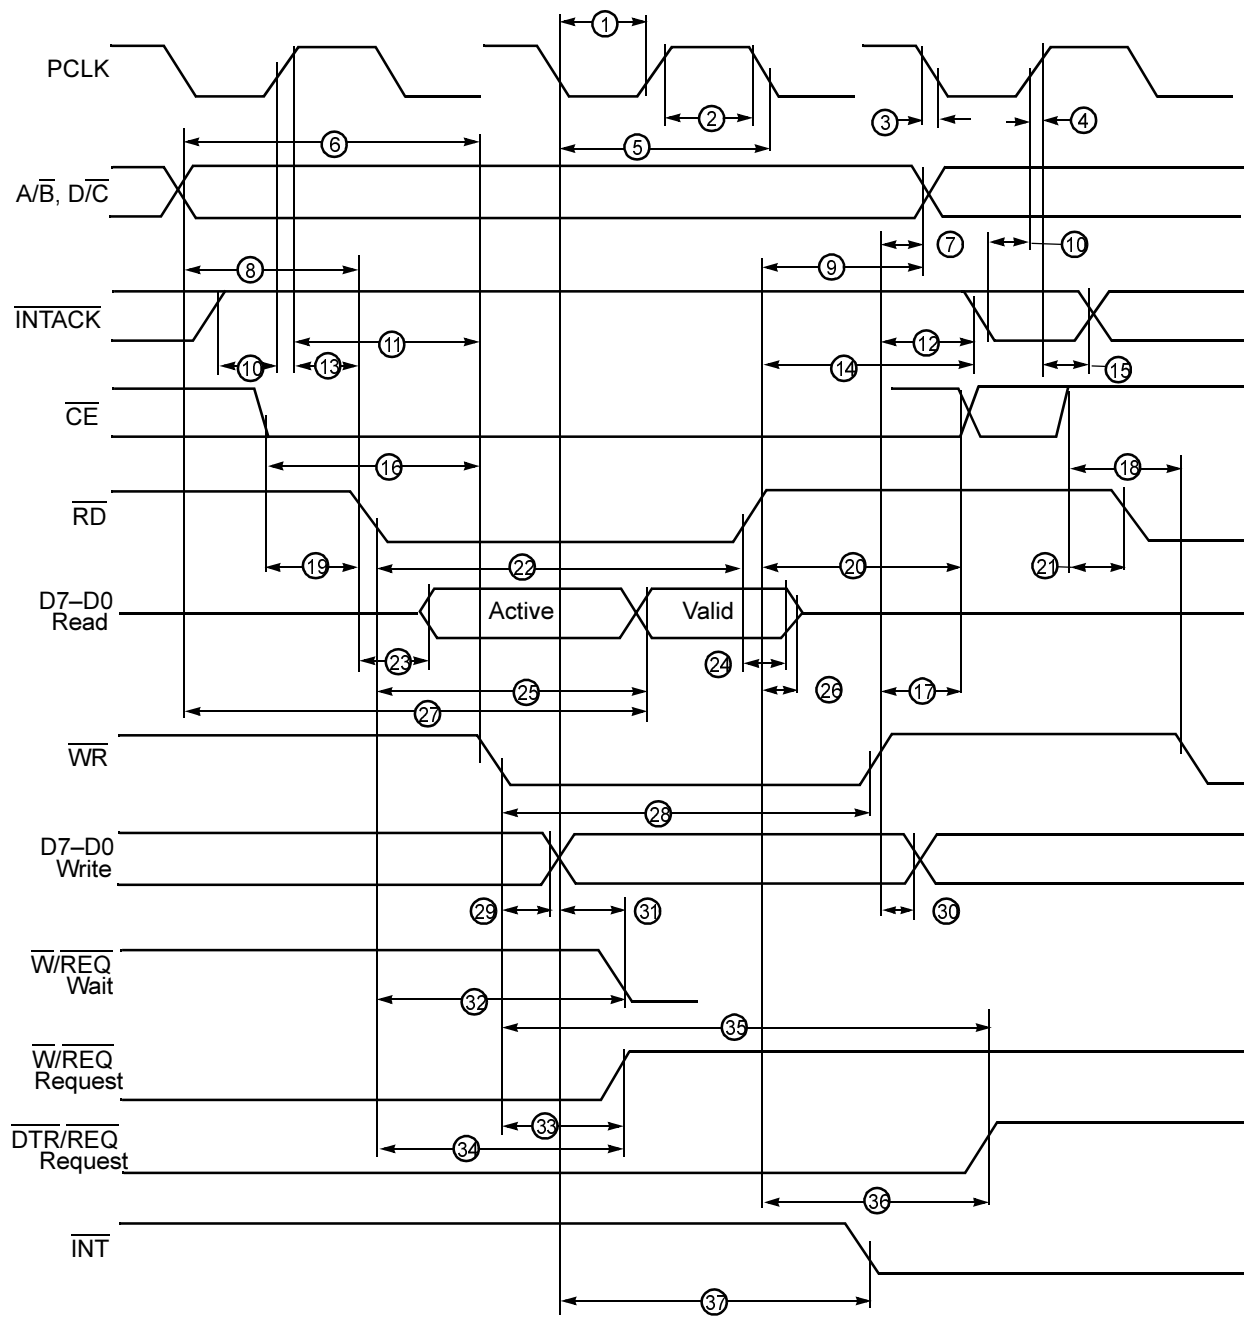 1
PCLK
2
3
4
5
6
A/B, D/C
7
10
8
9
INTACK
11
12
10
13
14
15
CE
16
18
RD
19
22
20
21
D7–D0
Read
Active
Valid
23
24
25
26
17
27
WR
28
D7–D0
Write
29
31
30
W/REQ
Wait
32
35
W/REQ
Request
33
DTR/REQ
Request
34
36
INT
37